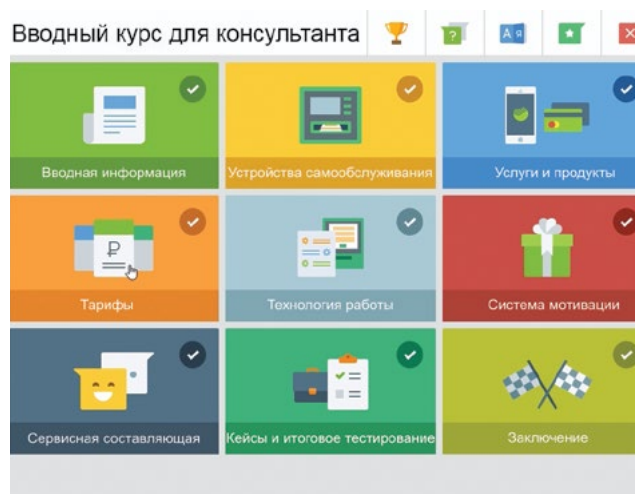 Вводный курс для консультанта
?
А Я
Вводная информация
Устройства самообслуживания
Услуги и продукты
₽
Тарифы
Технология работы
Система мотивации
Сервисная составляющая
Кейсы и итоговое тестирование
Заключение